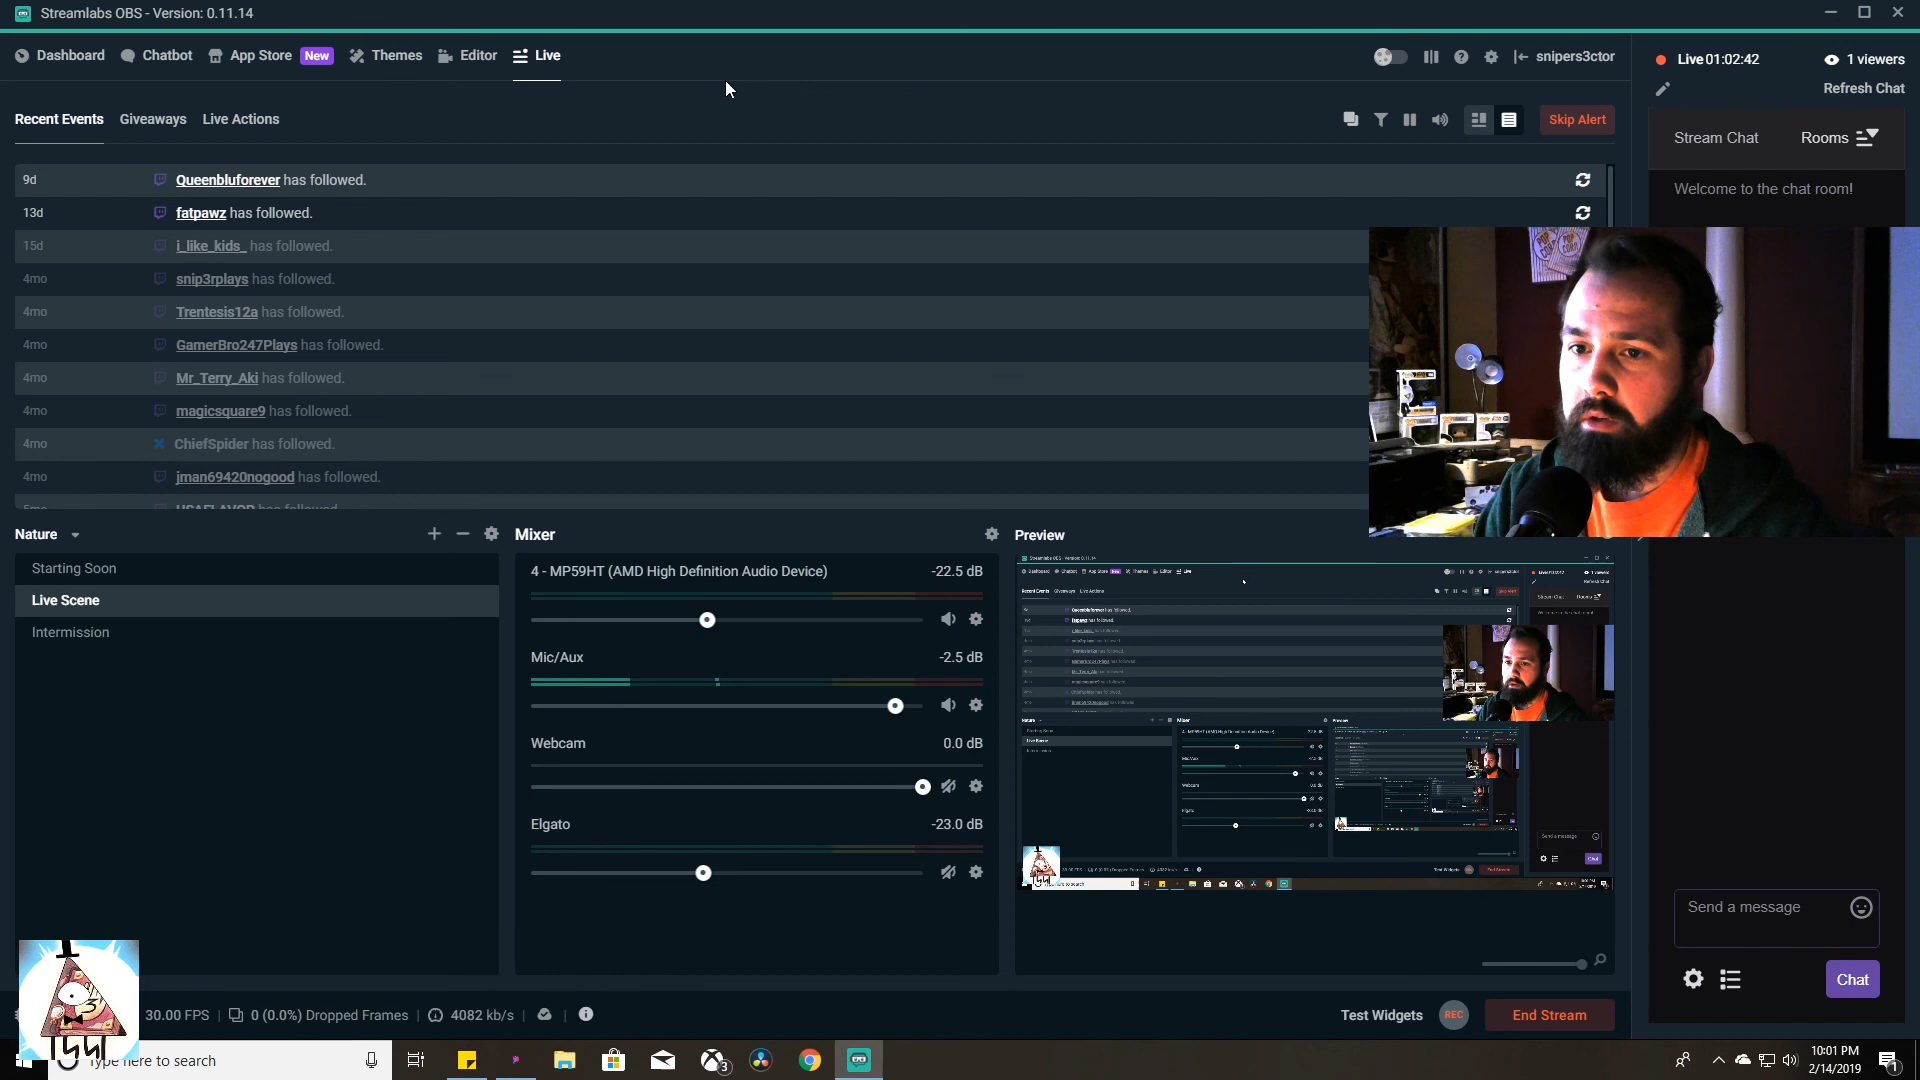 Streamlabs OBS - Version: 0.11.14
Dashboard Chatbot App Store New Themes Editor Live
snipers3ctor
Live 01:02:42 1 viewers
Refresh Chat
Recent Events Giveaways Live Actions
Skip Alert
Stream Chat Rooms
Welcome to the chat room!
9d Queenbluforever has followed.
13d fatpawz has followed.
15d i_like_kids_ has followed.
4mo snip3rplays has followed.
4mo Trentesis12a has followed.
4mo GamerBro247Plays has followed.
4mo Mr_Terry_Aki has followed.
4mo magicsquare9 has followed.
4mo ChiefSpider has followed.
4mo jman69420nogood has followed.
Nature
Starting Soon
Live Scene
Intermission
Mixer
4 - MP59HT (AMD High Definition Audio Device) -22.5 dB
Mic/Aux -2.5 dB
Webcam 0.0 dB
Elgato -23.0 dB
Preview
Send a message
Chat
30.00 FPS 0 (0.0%) Dropped Frames 4082 kb/s
Test Widgets REC End Stream
Type here to search
3
10:01 PM
2/14/2019
1